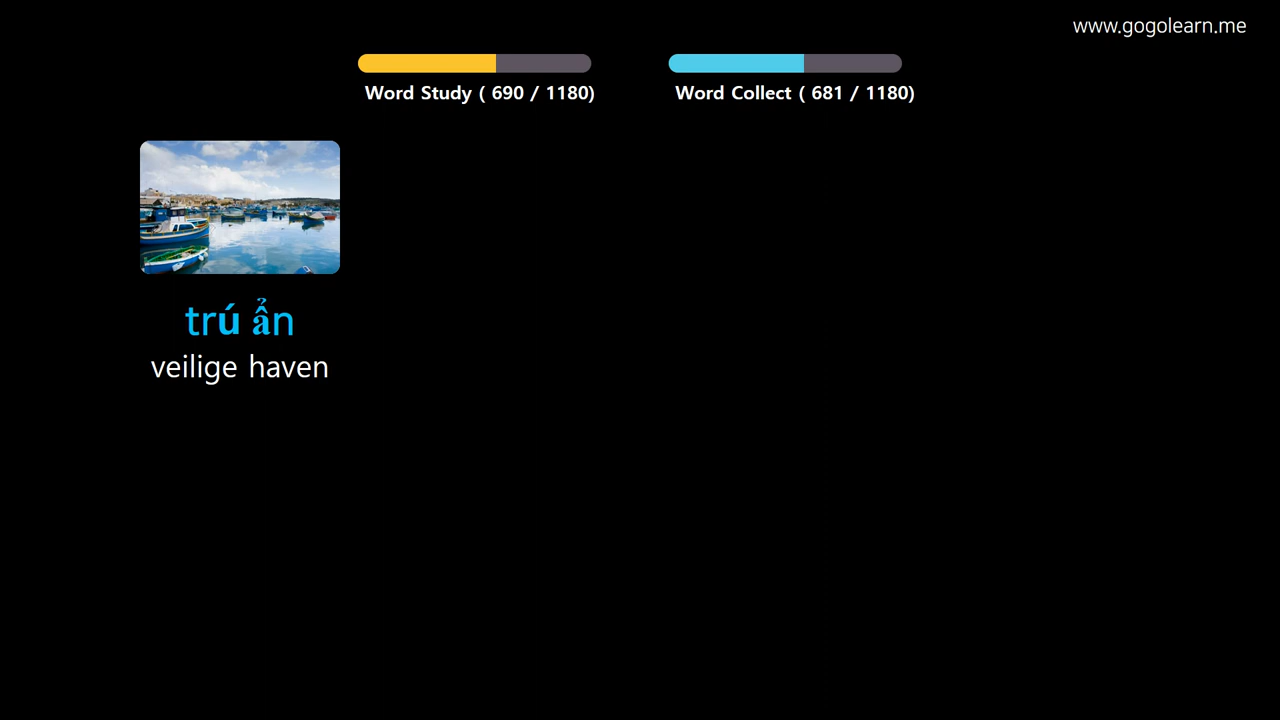 www.gogolearn.me
Word Study ( 690 / 1180)
Word Collect ( 681 / 1180)
trú ẩn
veilige haven